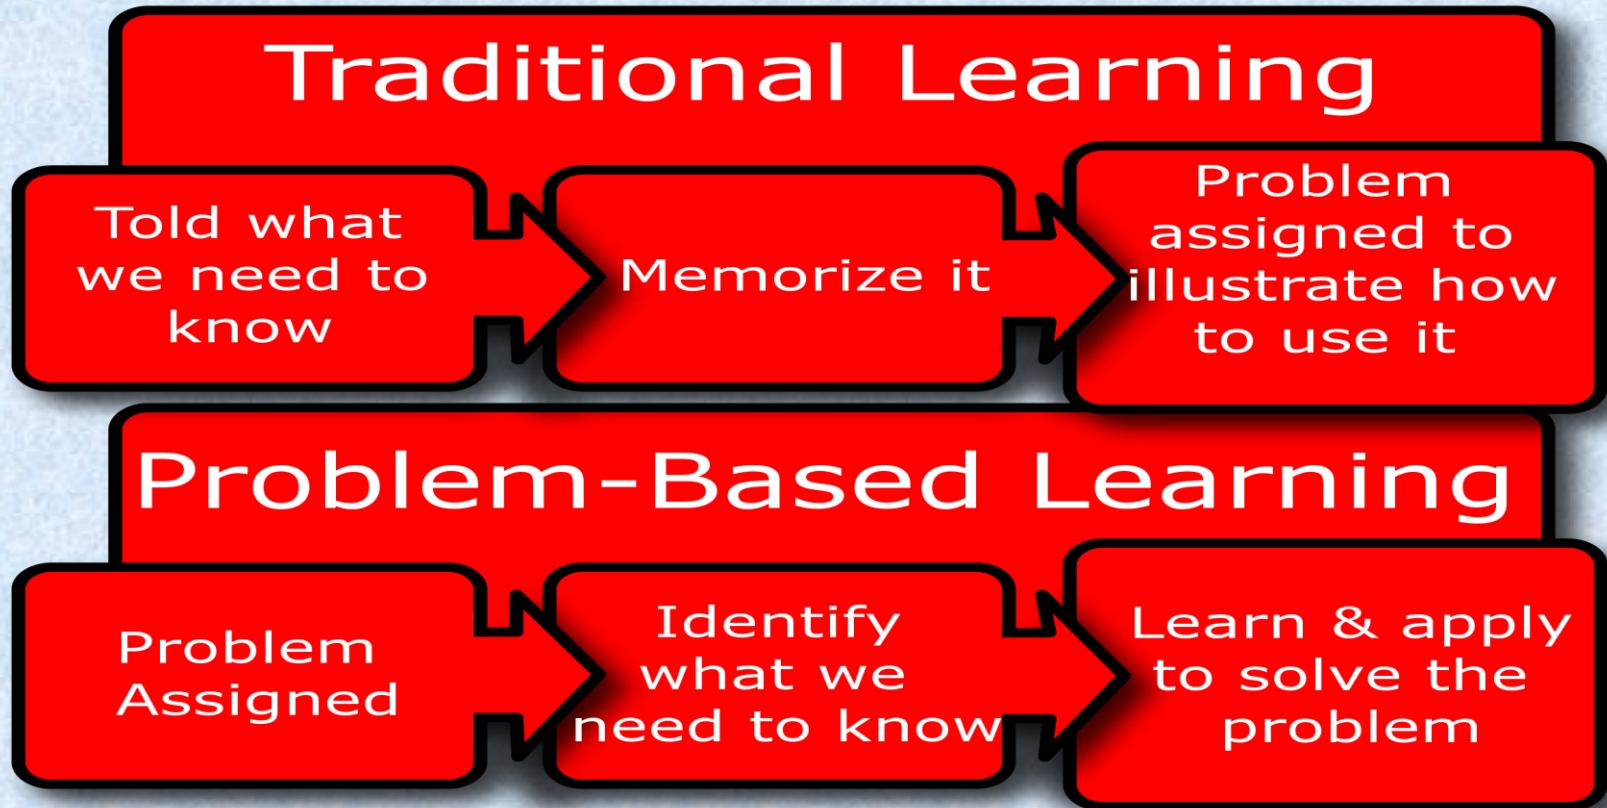 Traditional Learning
Told what
we need to
know
Memorize it
Problem
assigned to
illustrate how
to use it
Problem-Based Learning
Problem
Assigned
Identify
what we
need to know
Learn & apply
to solve the
problem